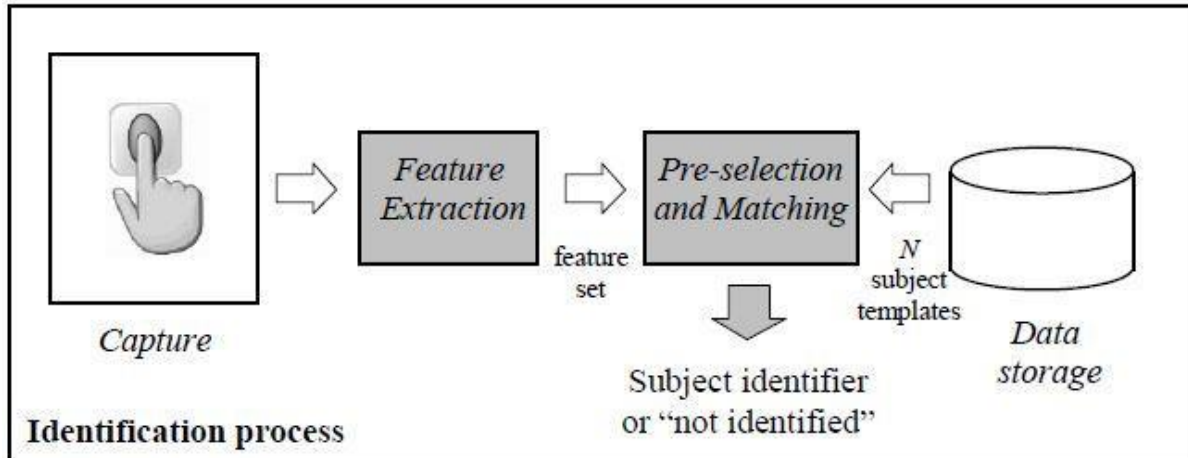 Capture
Feature
Extraction
feature
set
Pre-selection
and Matching
N
subject
templates
Data
storage
Subject identifier
or “not identified”
Identification process